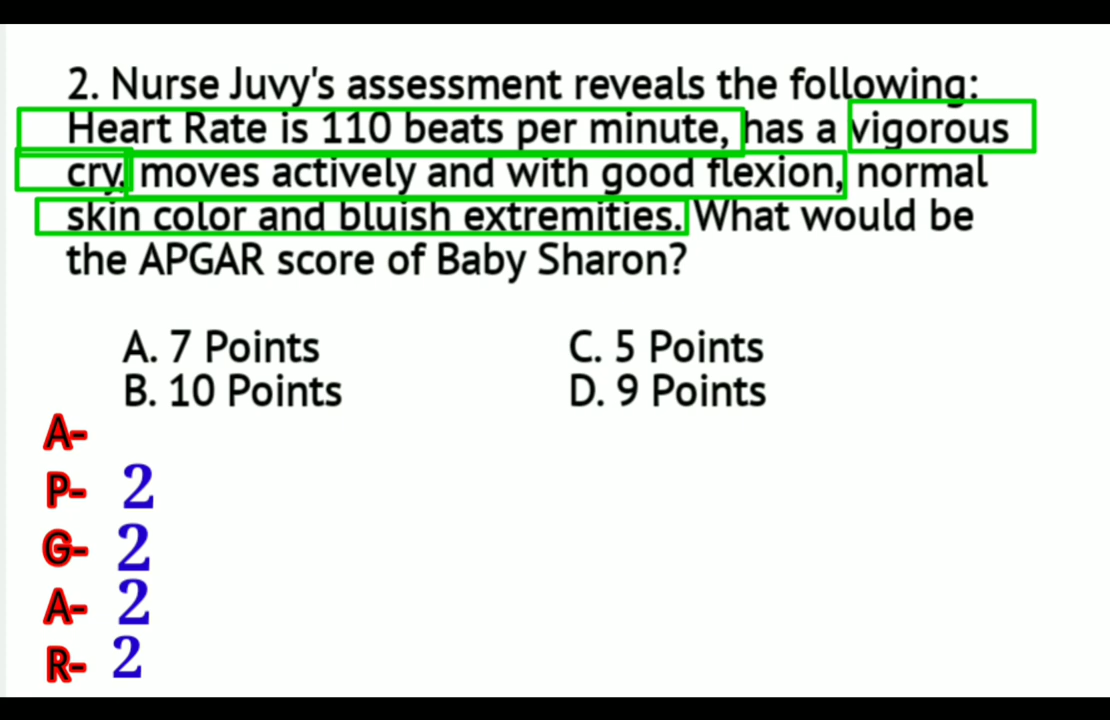 2. Nurse Juvy's assessment reveals the following:
Heart Rate is 110 beats per minute, has a vigorous
cry, moves actively and with good flexion, normal
skin color and bluish extremities. What would be
the APGAR score of Baby Sharon?
A. 7 Points C. 5 Points
B. 10 Points D. 9 Points
A-
P- 2
G- 2
A- 2
R- 2